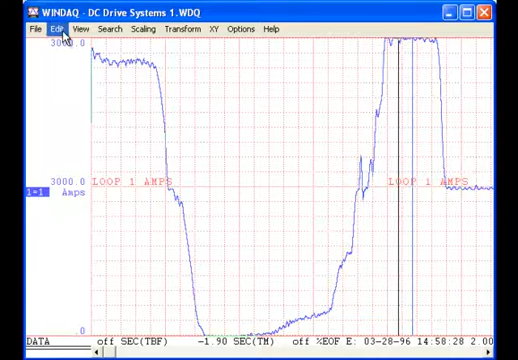 WINDAQ - DC Drive Systems 1.WDQ
File Edit View Search Scaling Transform XY Options Help
3000.0 LOOP 1 AMPS LOOP 1 AMPS
1=1 Amps
.0
DATA off SEC(TBF) -1.90 SEC(TM) off %EOF E: 03-28-96 14:58:28 2.00